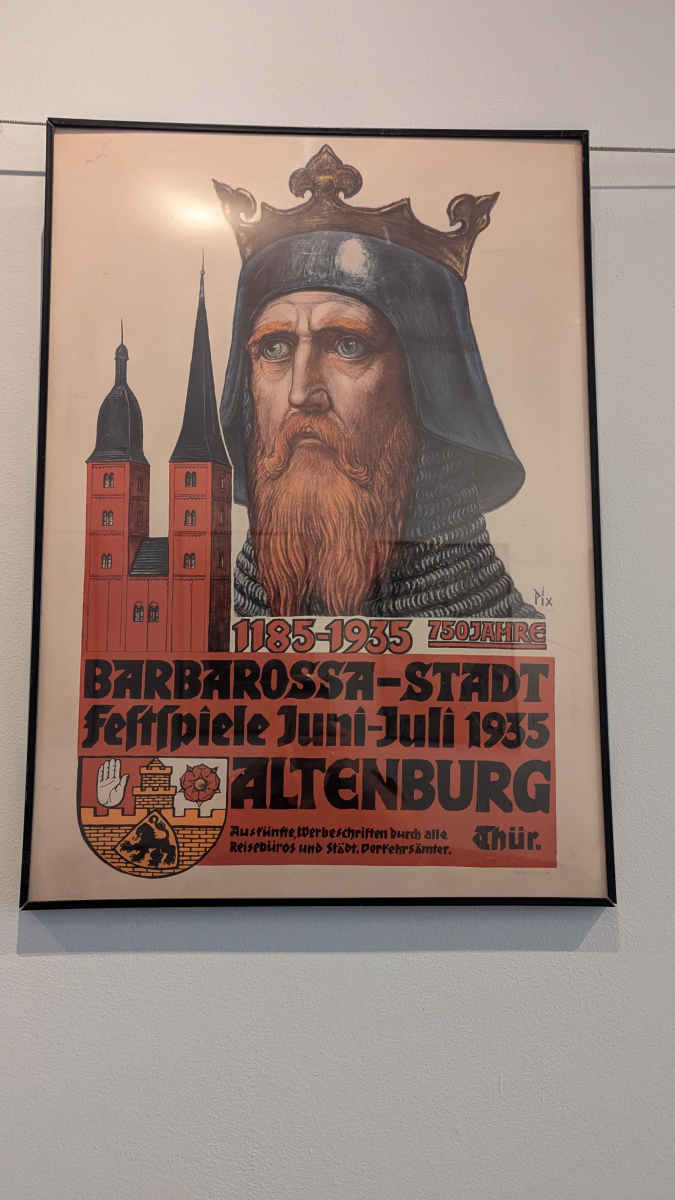 Pix
1185-1935 750 JAHRE
BARBAROSSA-STADT
Feſtſpiele Juni-Juli 1935
ALTENBURG
Auskünfte, Werbeschriften durch alle
Reisebüros und Städt. Verkehrsämter.
Thür.